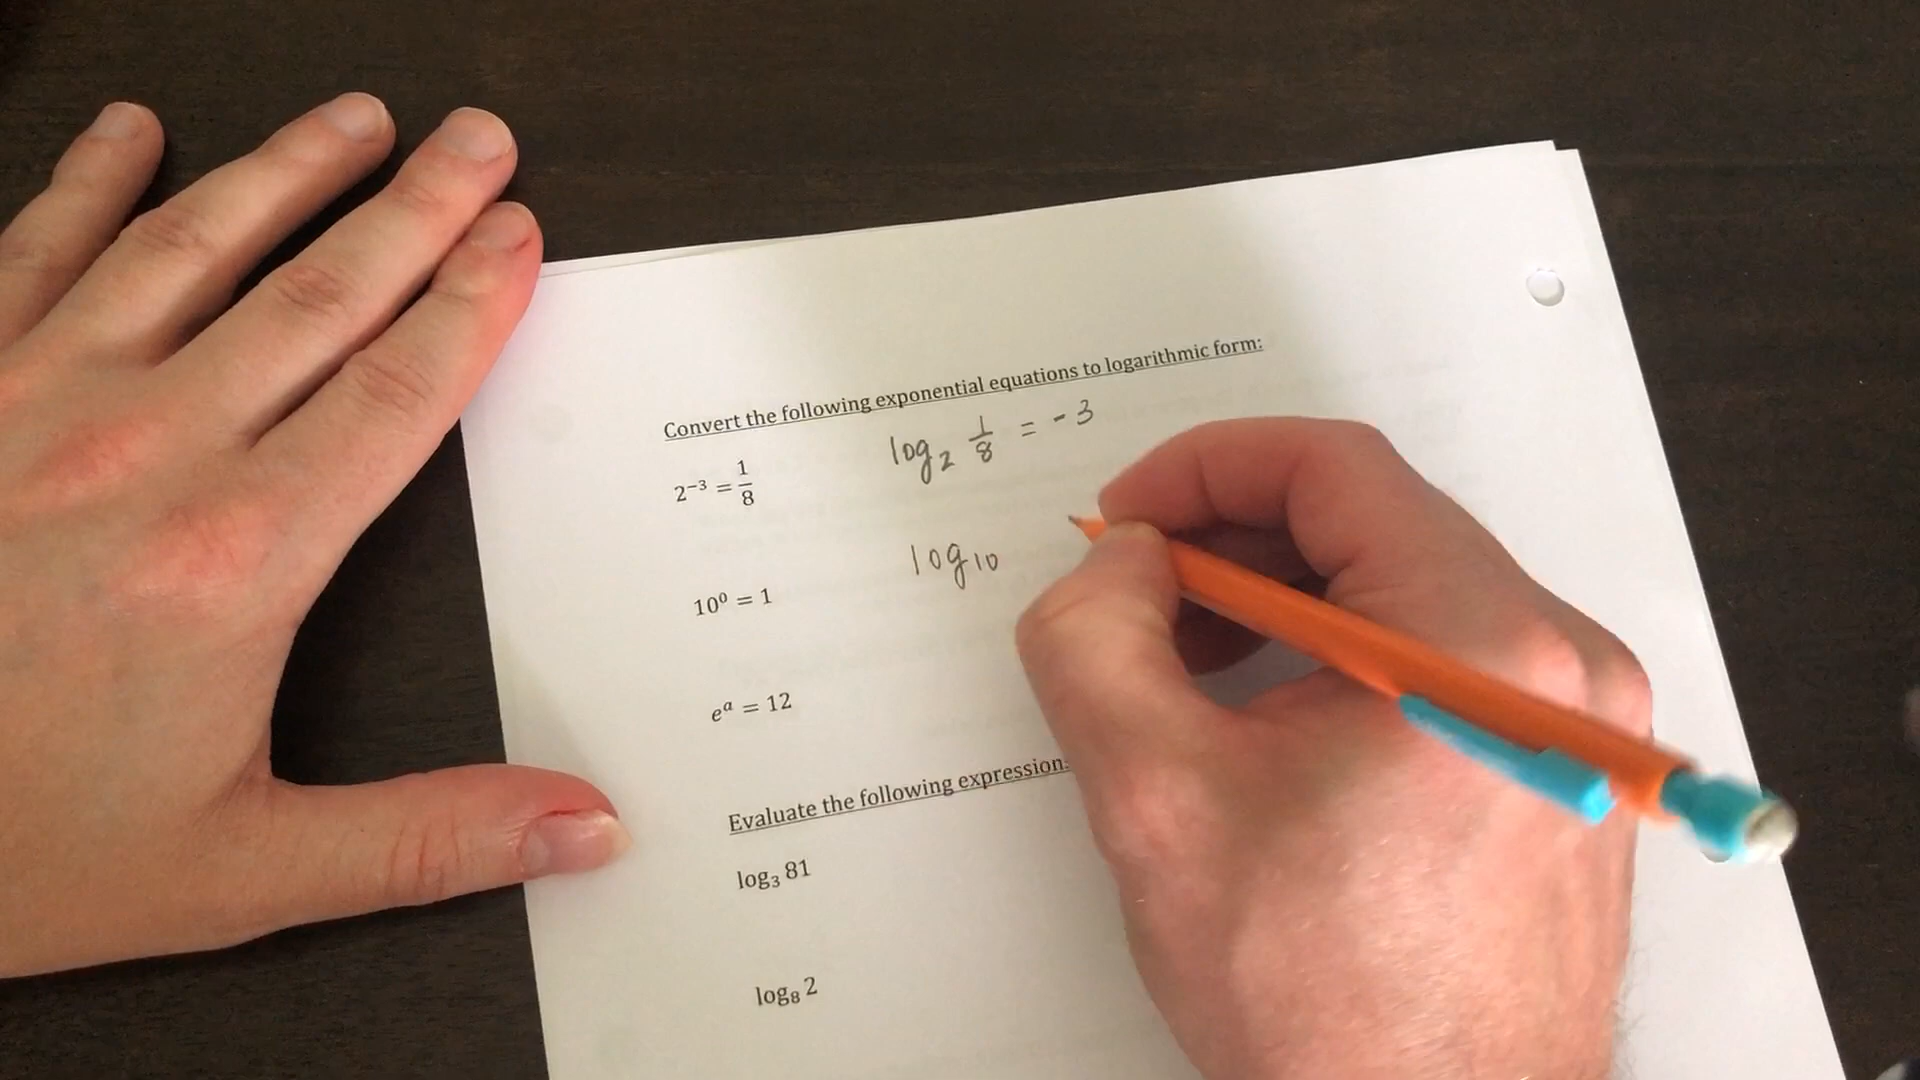 Convert the following exponential equations to logarithmic form:
2⁻³ = 1/8
log₂ 1/8 = -3
10⁰ = 1
log₁₀
eᵃ = 12
Evaluate the following expression
log₃ 81
log₈ 2